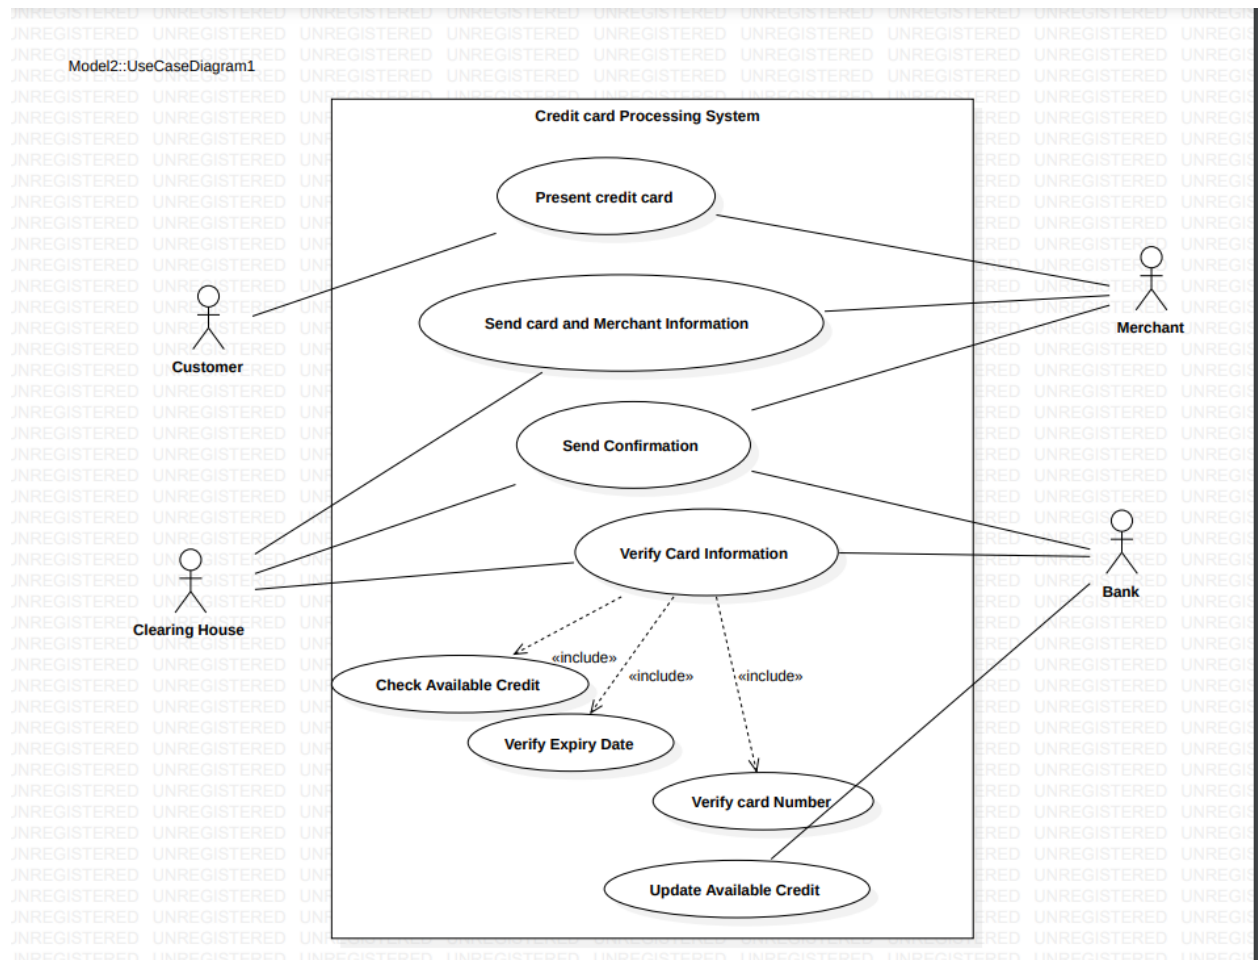 Model2::UseCaseDiagram1
Credit card Processing System
Present credit card
Send card and Merchant Information
Merchant
Customer
Send Confirmation
Verify Card Information
Bank
Clearing House
«include»
«include»
«include»
Check Available Credit
Verify Expiry Date
Verify card Number
Update Available Credit
UNREGISTERED